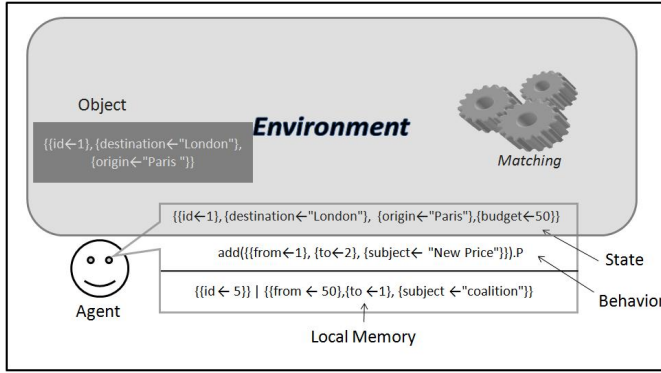 Object
Environment
{{id←1}, {destination←"London"},
{origin←"Paris "}}
Matching
{{id←1}, {destination←"London"},  {origin←"Paris"},{budget←50}}
add({{from←1}, {to←2}, {subject← "New Price"}}).P
State
{{id ← 5}} | {{from ← 50},{to ←1}, {subject ←"coalition"}}
Behavior
Agent
Local Memory